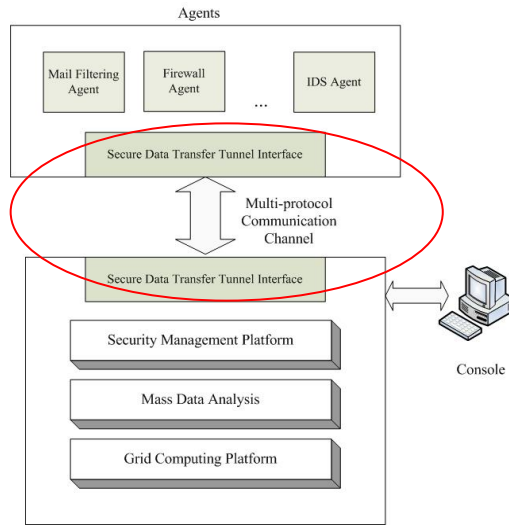 Agents
Mail Filtering
Agent
Firewall
Agent
...
IDS Agent
Secure Data Transfer Tunnel Interface
Multi-protocol
Communication
Channel
Secure Data Transfer Tunnel Interface
Security Management Platform
Mass Data Analysis
Grid Computing Platform
Console